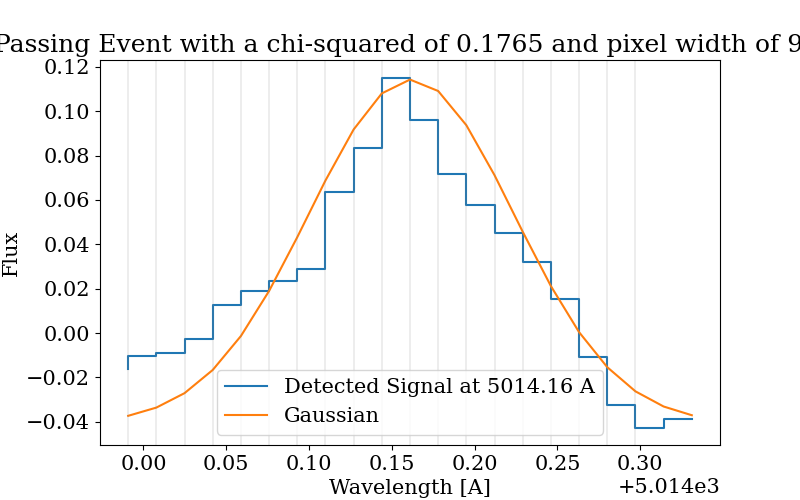 Passing Event with a chi-squared of 0.1765 and pixel width of 9
0.12
0.10
0.08
0.06
0.04
0.02
0.00
−0.02
−0.04
Flux
Detected Signal at 5014.16 A
Gaussian
0.00 0.05 0.10 0.15 0.20 0.25 0.30
+5.014e3
Wavelength [A]